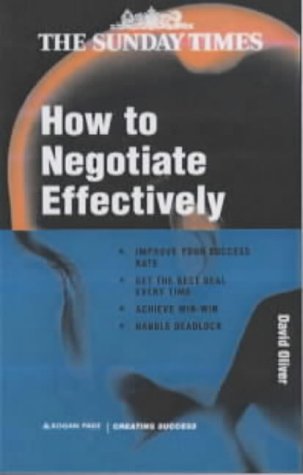 THE SUNDAY TIMES
How to
Negotiate
Effectively
• IMPROVE YOUR SUCCESS
RATE
• GET THE BEST DEAL
EVERY TIME
• ACHIEVE WIN-WIN
• HANDLE DEADLOCK
David Oliver
KOGAN PAGE | CREATING SUCCESS